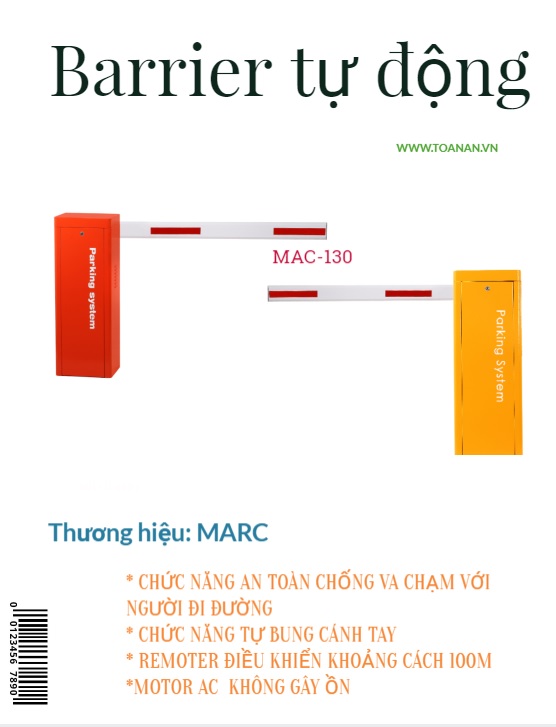 Barrier tự động
WWW.TOANAN.VN
Parking system
MAC-130
Parking System
Thương hiệu: MARC
* CHỨC NĂNG AN TOÀN CHỐNG VA CHẠM VỚI
NGƯỜI ĐI ĐƯỜNG
* CHỨC NĂNG TỰ BUNG CÁNH TAY
* REMOTER ĐIỀU KHIỂN KHOẢNG CÁCH 100M
*MOTOR AC KHÔNG GÂY ỒN
0 0123456 7890